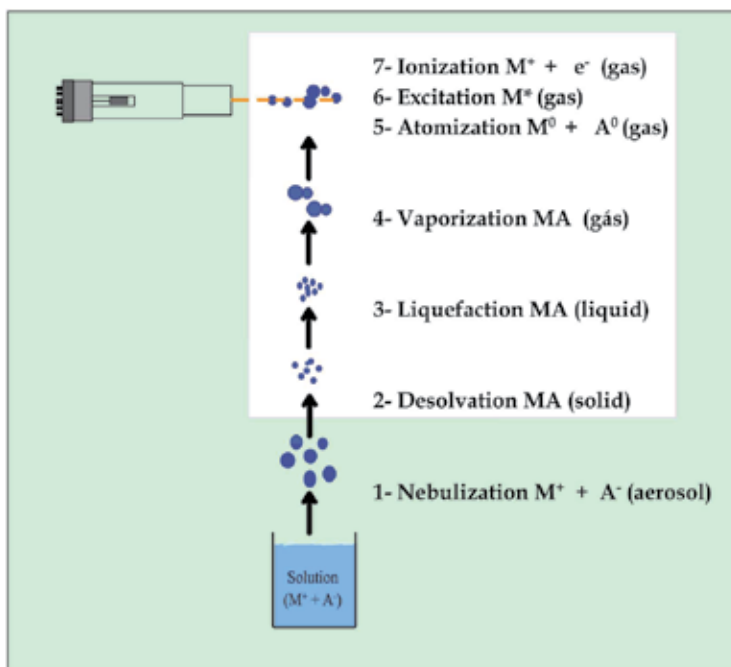 7- Ionization M⁺ + e⁻ (gas)
6- Excitation M* (gas)
5- Atomization M⁰ + A⁰ (gas)
4- Vaporization MA (gás)
3- Liquefaction MA (liquid)
2- Desolvation MA (solid)
1- Nebulization M⁺ + A⁻ (aerosol)
Solution
(M⁺ + A⁻)